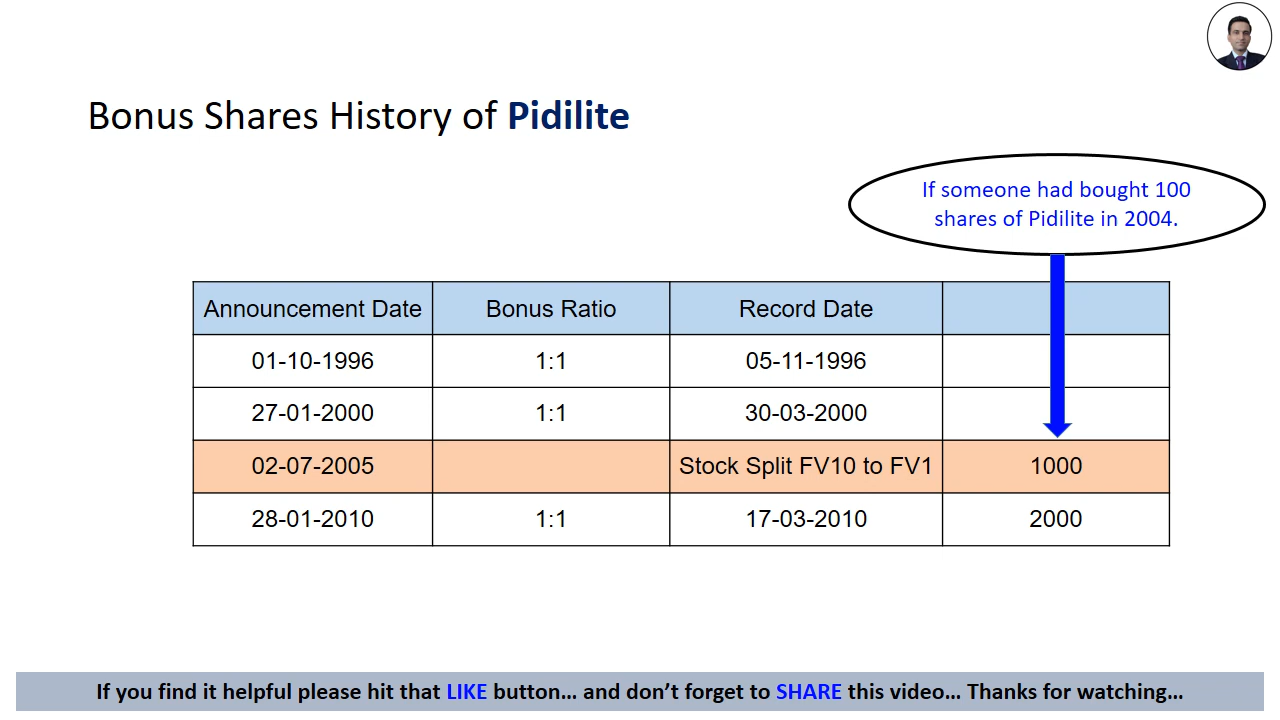 Bonus Shares History of Pidilite
If someone had bought 100
shares of Pidilite in 2004.
Announcement Date Bonus Ratio Record Date
01-10-1996 1:1 05-11-1996
27-01-2000 1:1 30-03-2000
02-07-2005 Stock Split FV10 to FV1 1000
28-01-2010 1:1 17-03-2010 2000
If you find it helpful please hit that LIKE button... and don't forget to SHARE this video... Thanks for watching...